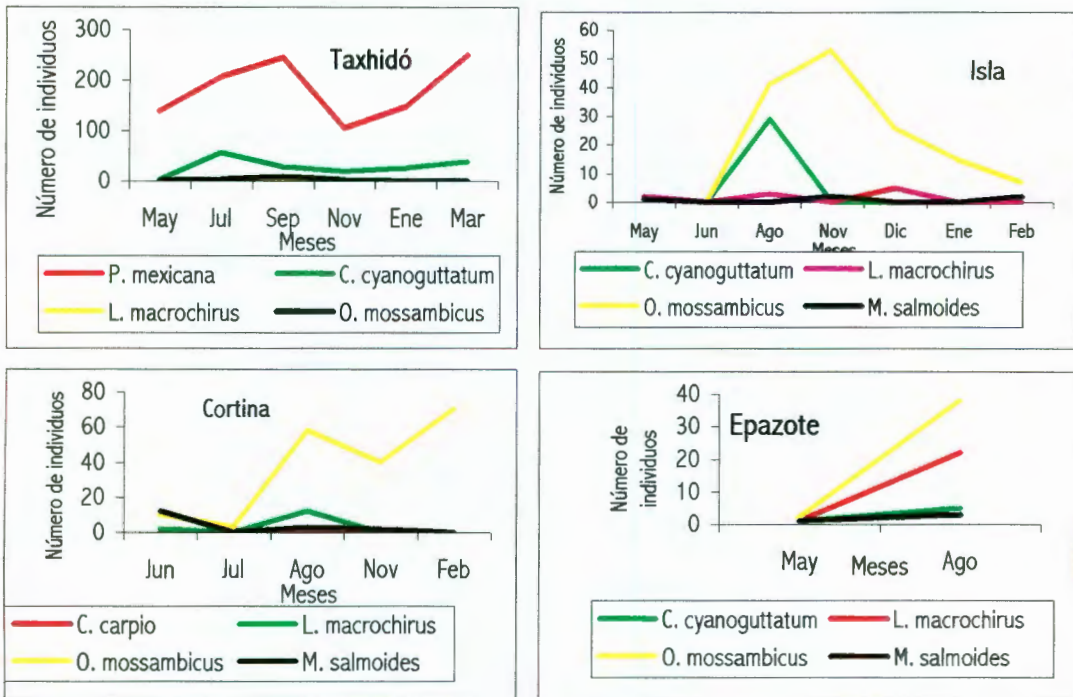 Taxhidó
Número de individuos
300
200
100
0
May Jul Sep Nov Ene Mar
Meses
P. mexicana C. cyanoguttatum
L. macrochirus O. mossambicus
Isla
Número de individuos
60
50
40
30
20
10
0
May Jun Ago Nov Dic Ene Feb
Meses
C. cyanoguttatum L. macrochirus
O. mossambicus M. salmoides
Cortina
Número de individuos
80
60
40
20
0
Jun Jul Ago Nov Feb
Meses
C. carpio L. macrochirus
O. mossambicus M. salmoides
Epazote
Número de
individuos
40
30
20
10
0
May Meses Ago
C. cyanoguttatum L. macrochirus
O. mossambicus M. salmoides